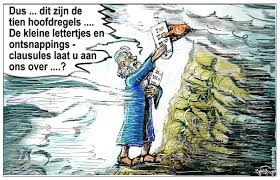 Dus ... dit zijn de
tien hoofdregels ....
De kleine lettertjes en
ontsnappings -
clausules laat u aan
ons over ....?